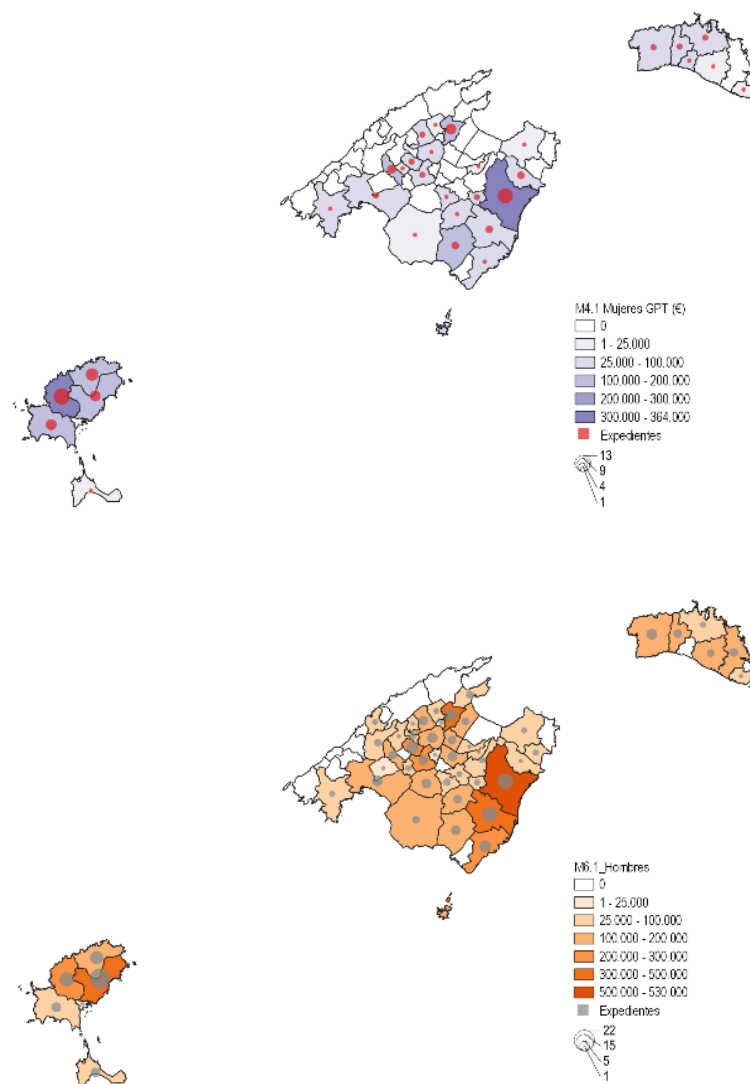 M4.1 Mujeres GPT (€)
0
1 - 25.000
25.000 - 100.000
100.000 - 200.000
200.000 - 300.000
300.000 - 364.000
Expedientes
13
9
4
1
M6.1_Hombres
0
1 - 25.000
25.000 - 100.000
100.000 - 200.000
200.000 - 300.000
300.000 - 500.000
500.000 - 530.000
Expedientes
22
15
5
1